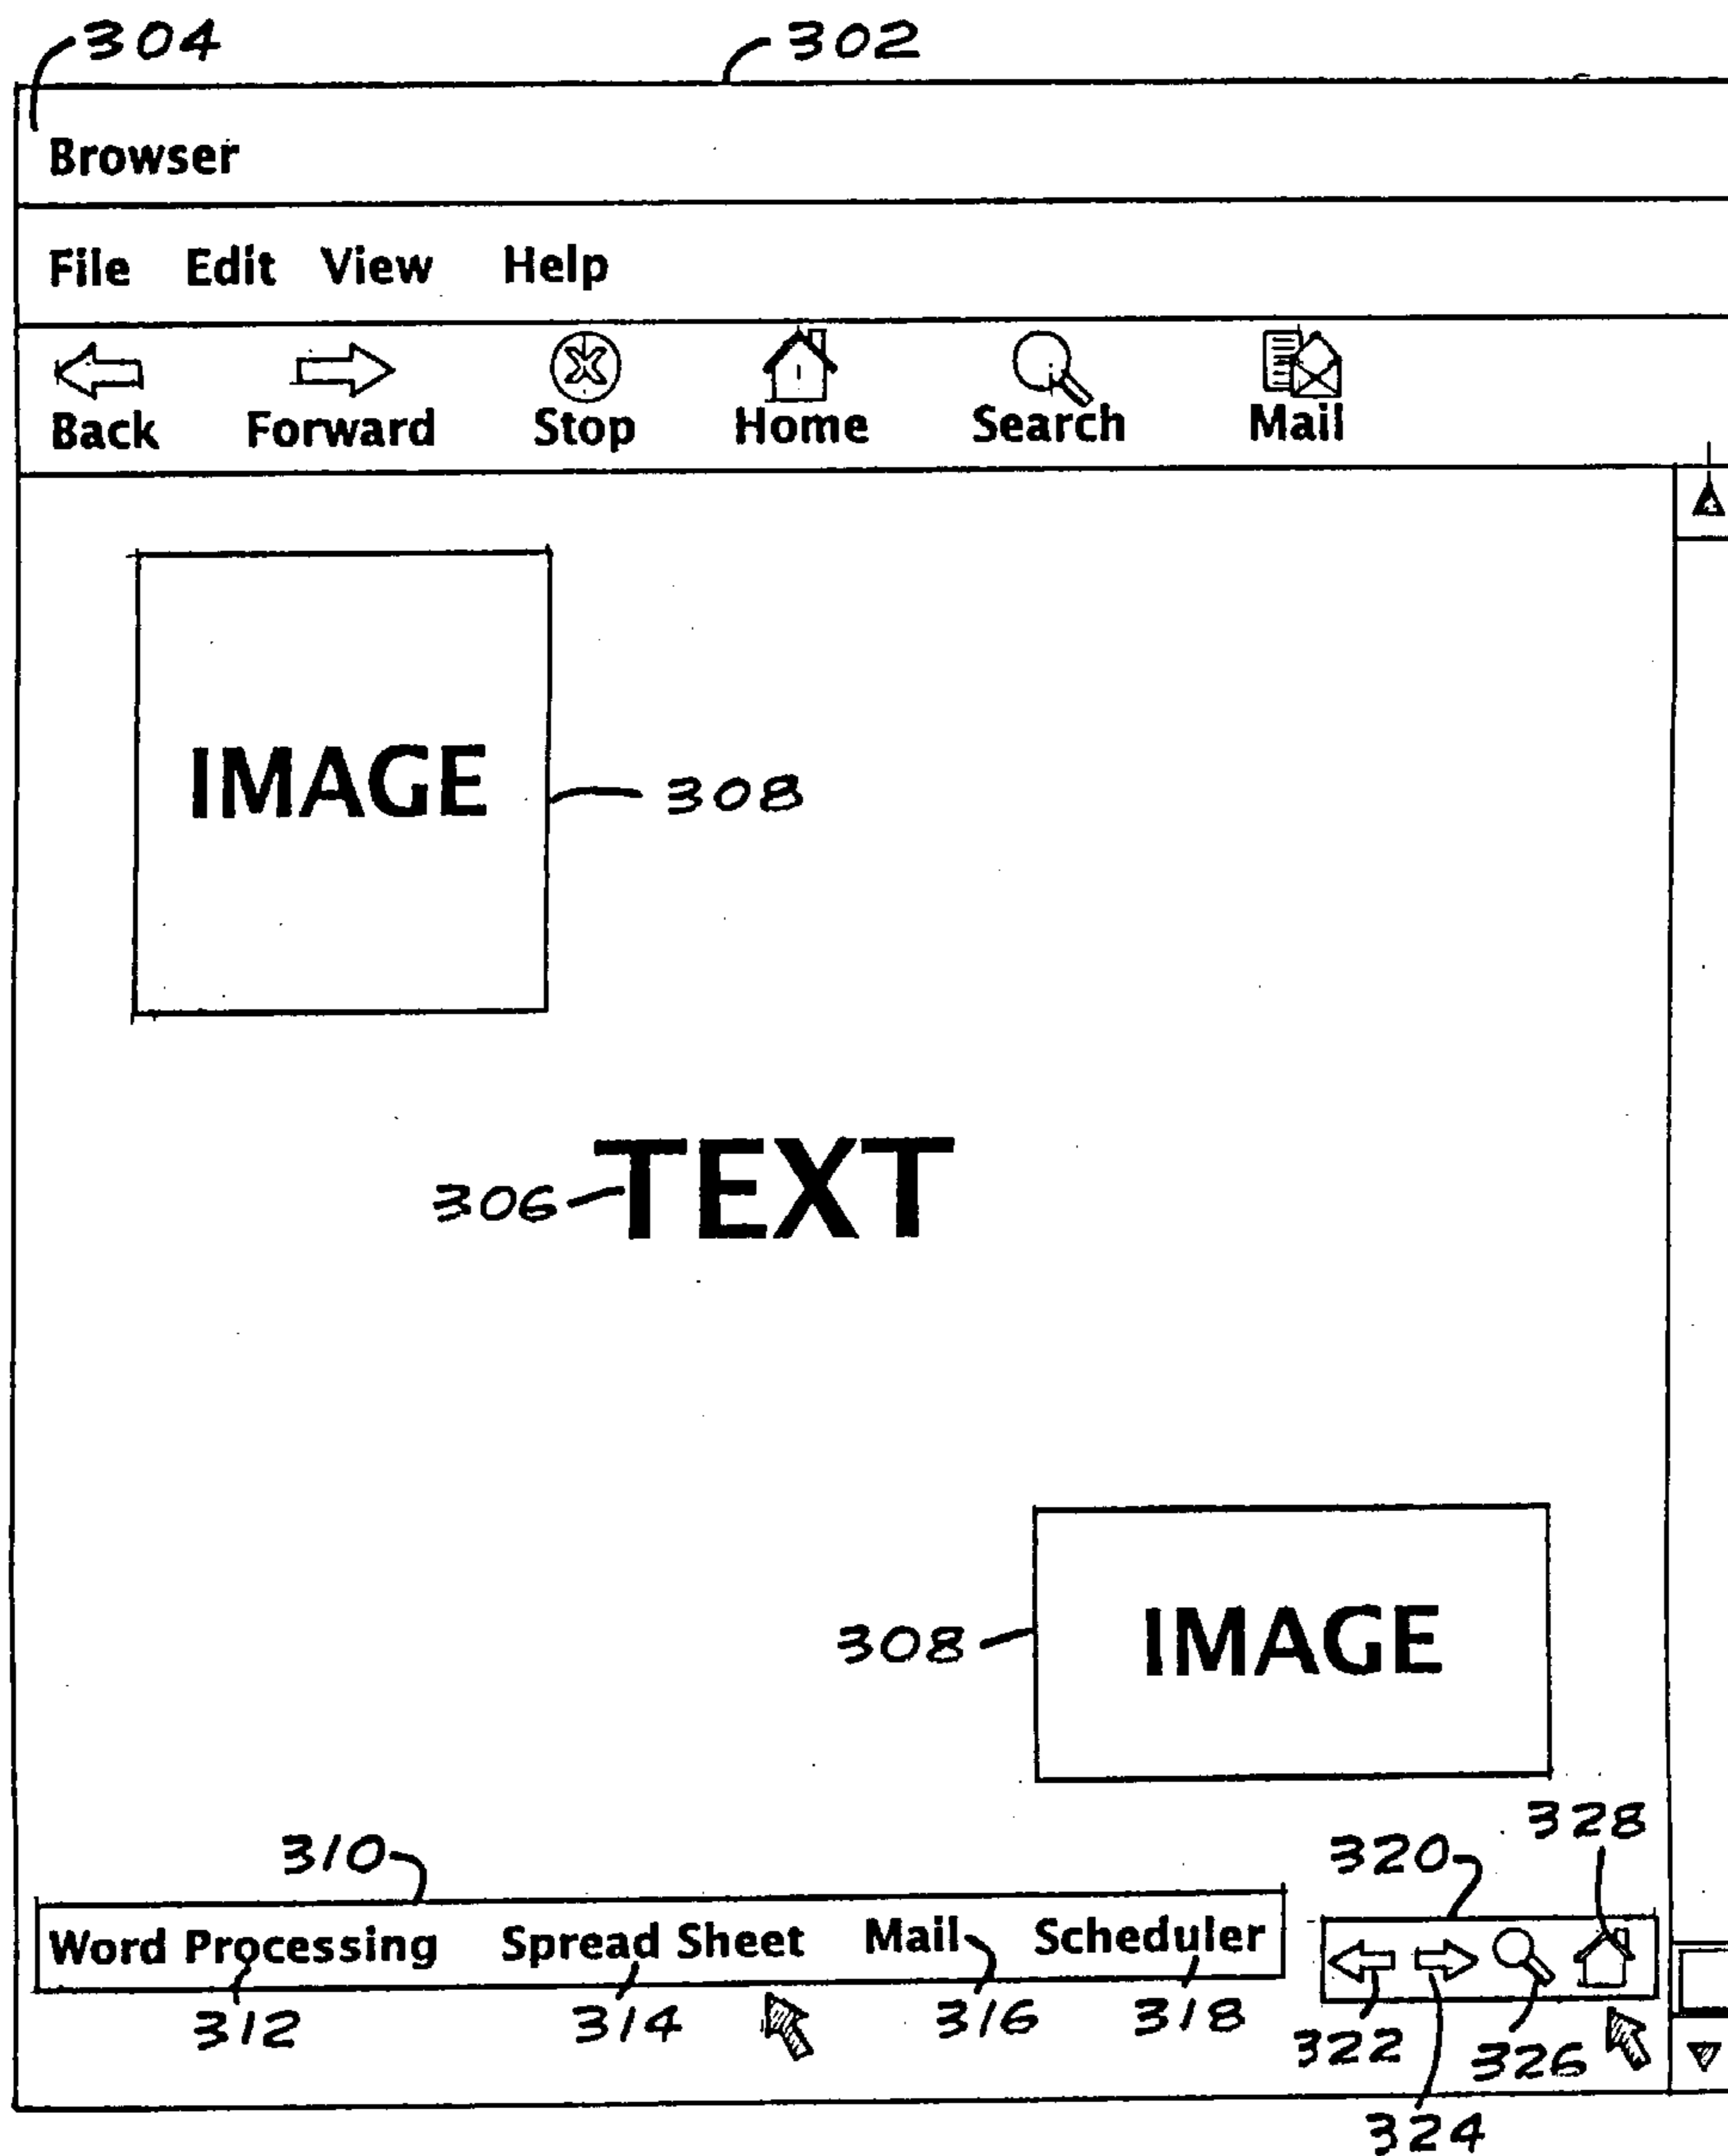 304 302
Browser
File Edit View Help
Back Forward Stop Home Search Mail
IMAGE
308
TEXT
306
IMAGE
308
328
310 320
Word Processing Spread Sheet Mail Scheduler
312 314 316 318 322 326
324